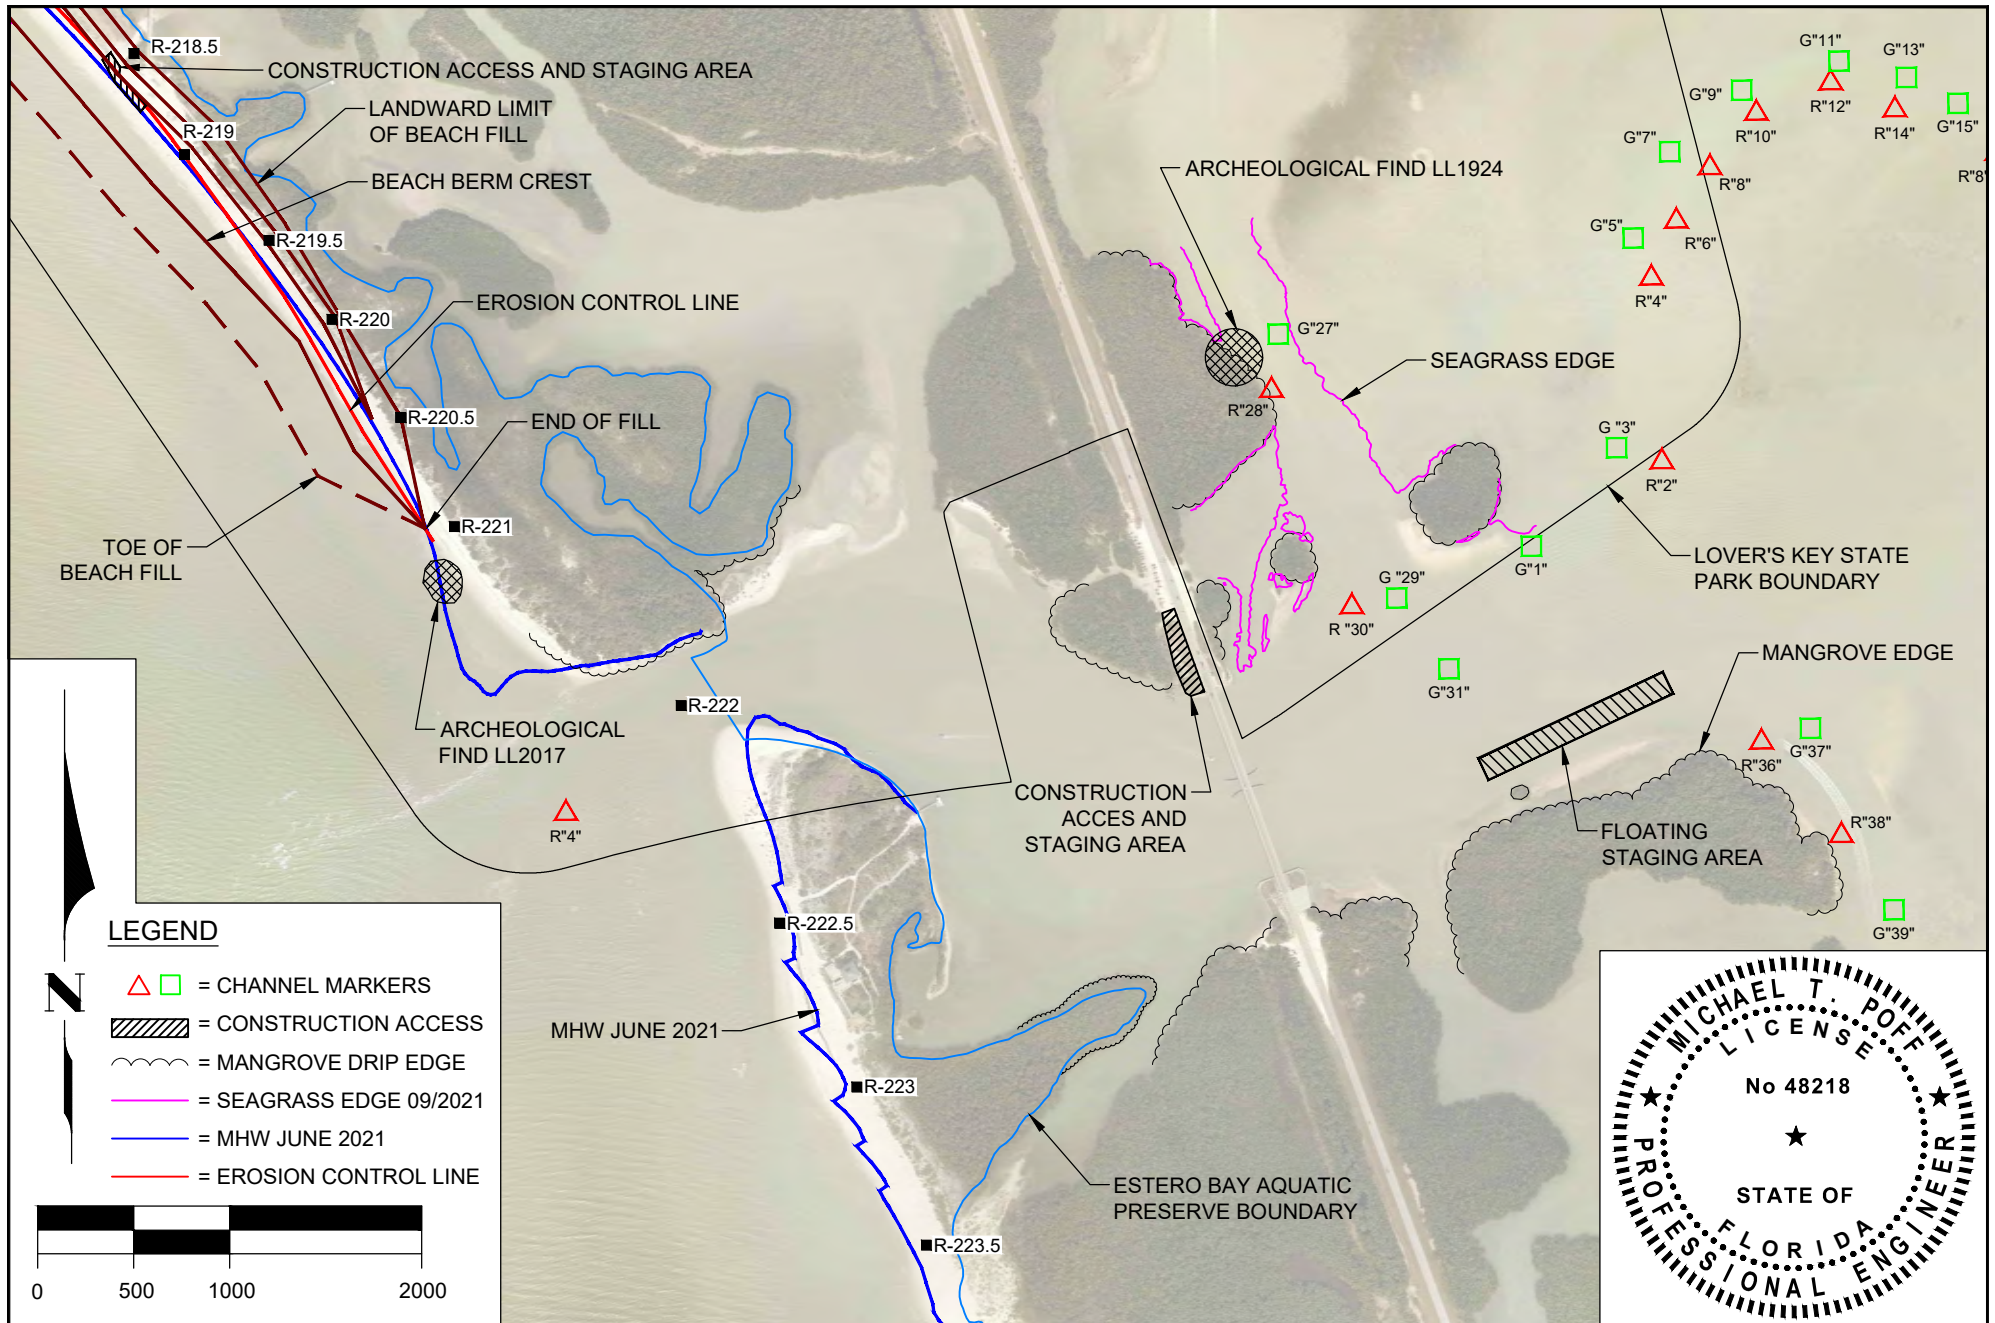 R-218.5
CONSTRUCTION ACCESS AND STAGING AREA
LANDWARD LIMIT
OF BEACH FILL
R-219
BEACH BERM CREST
R-219.5
EROSION CONTROL LINE
R-220
R-220.5
END OF FILL
R-221
TOE OF
BEACH FILL
ARCHEOLOGICAL
FIND LL2017
R-222
R"4"
ARCHEOLOGICAL FIND LL1924
G"27"
R"28"
SEAGRASS EDGE
G"11"
G"13"
G"9"
R"12"
R"10"
R"14"
G"15"
G"7"
R"8"
R"8"
G"5"
R"6"
R"4"
G "3"
R"2"
G"1"
LOVER'S KEY STATE
PARK BOUNDARY
G "29"
R "30"
G"31"
MANGROVE EDGE
R"36"
G"37"
R"38"
G"39"
FLOATING
STAGING AREA
CONSTRUCTION
ACCES AND
STAGING AREA
R-222.5
MHW JUNE 2021
R-223
ESTERO BAY AQUATIC
PRESERVE BOUNDARY
R-223.5
N
LEGEND
= CHANNEL MARKERS
= CONSTRUCTION ACCESS
= MANGROVE DRIP EDGE
= SEAGRASS EDGE 09/2021
= MHW JUNE 2021
= EROSION CONTROL LINE
0 500 1000 2000
MICHAEL T. POFF
LICENSE
No 48218
STATE OF
FLORIDA
PROFESSIONAL ENGINEER